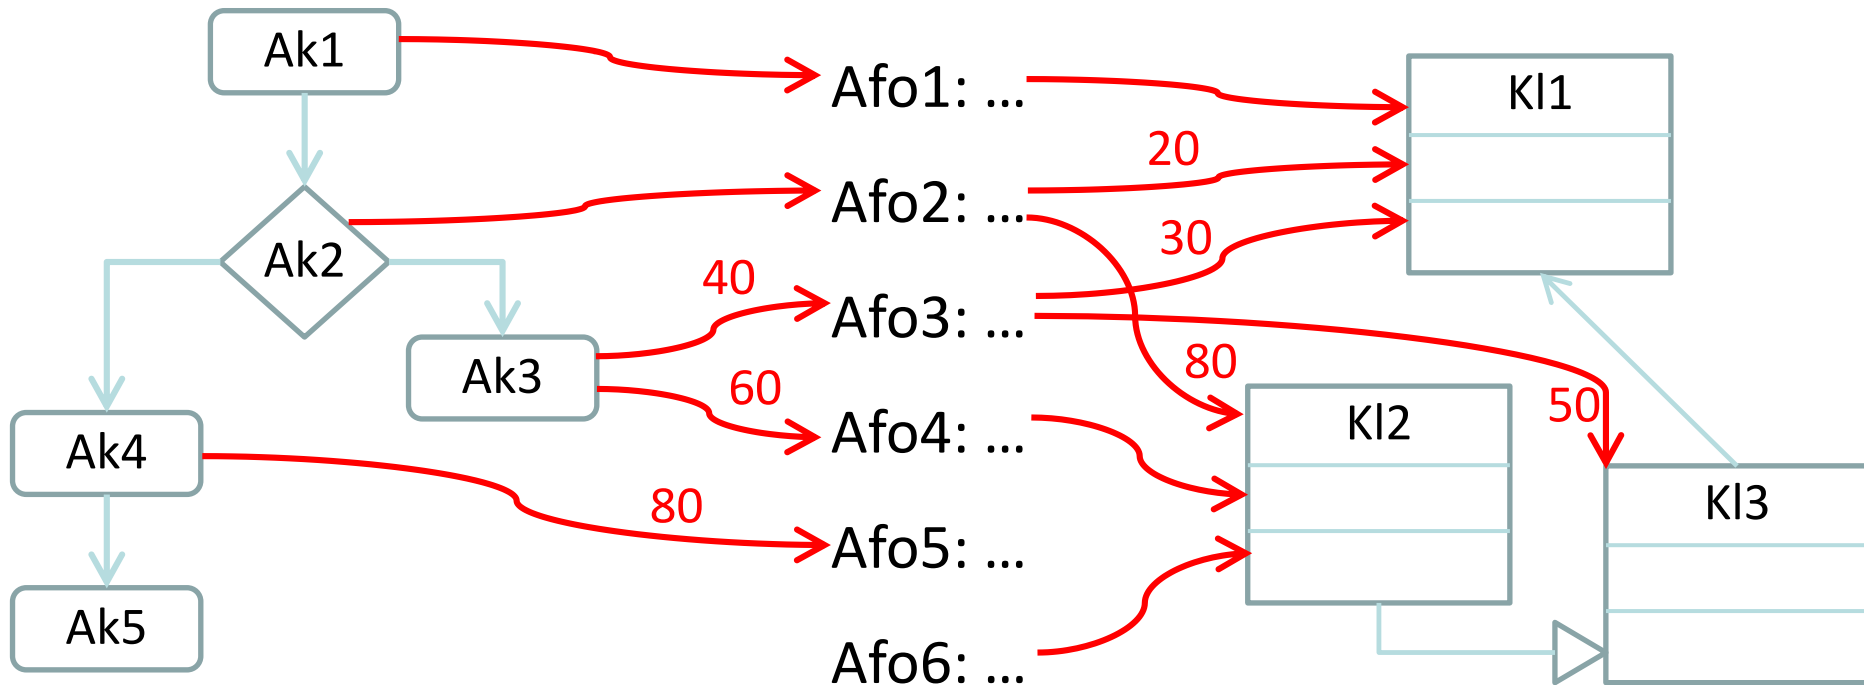 Ak1
Afo1: ...
Kl1
20
Afo2: ...
30
Ak2
40
Afo3: ...
80
Ak3
60
50
Afo4: ...
Kl2
Ak4
80
Kl3
Afo5: ...
Ak5
Afo6: ...